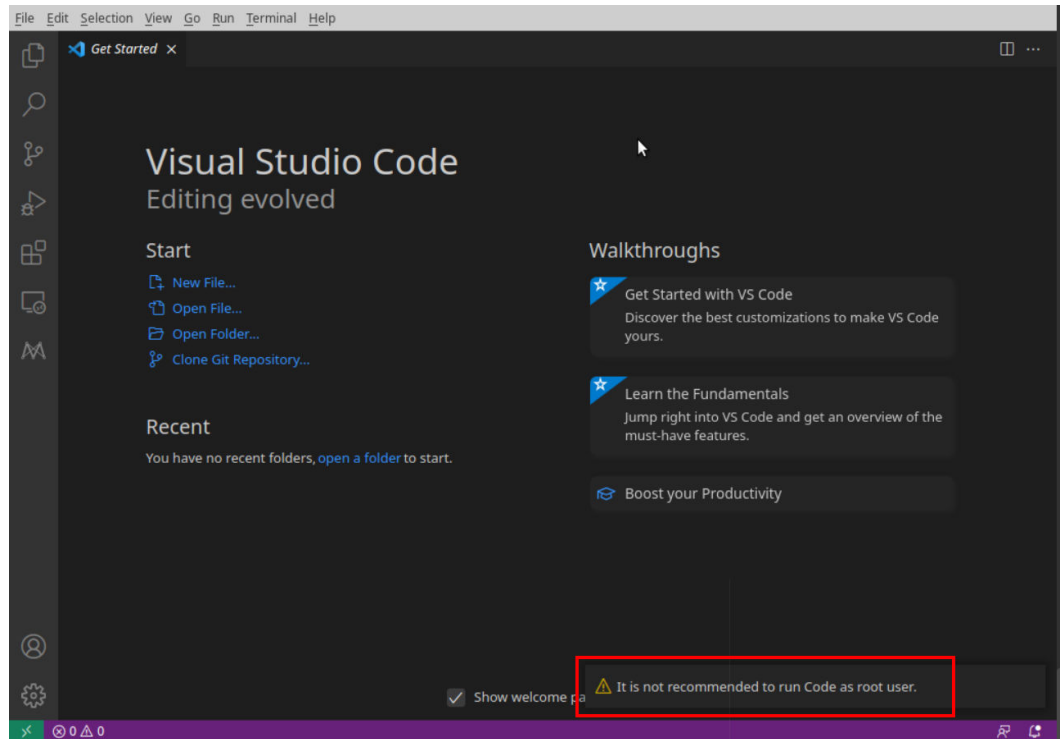 File Edit Selection View Go Run Terminal Help
Get Started
Visual Studio Code
Editing evolved
Start
New File...
Open File...
Open Folder...
Clone Git Repository...
Recent
You have no recent folders, open a folder to start.
Walkthroughs
Get Started with VS Code
Discover the best customizations to make VS Code
yours.
Learn the Fundamentals
Jump right into VS Code and get an overview of the
must-have features.
Boost your Productivity
Show welcome pa
It is not recommended to run Code as root user.
0 0